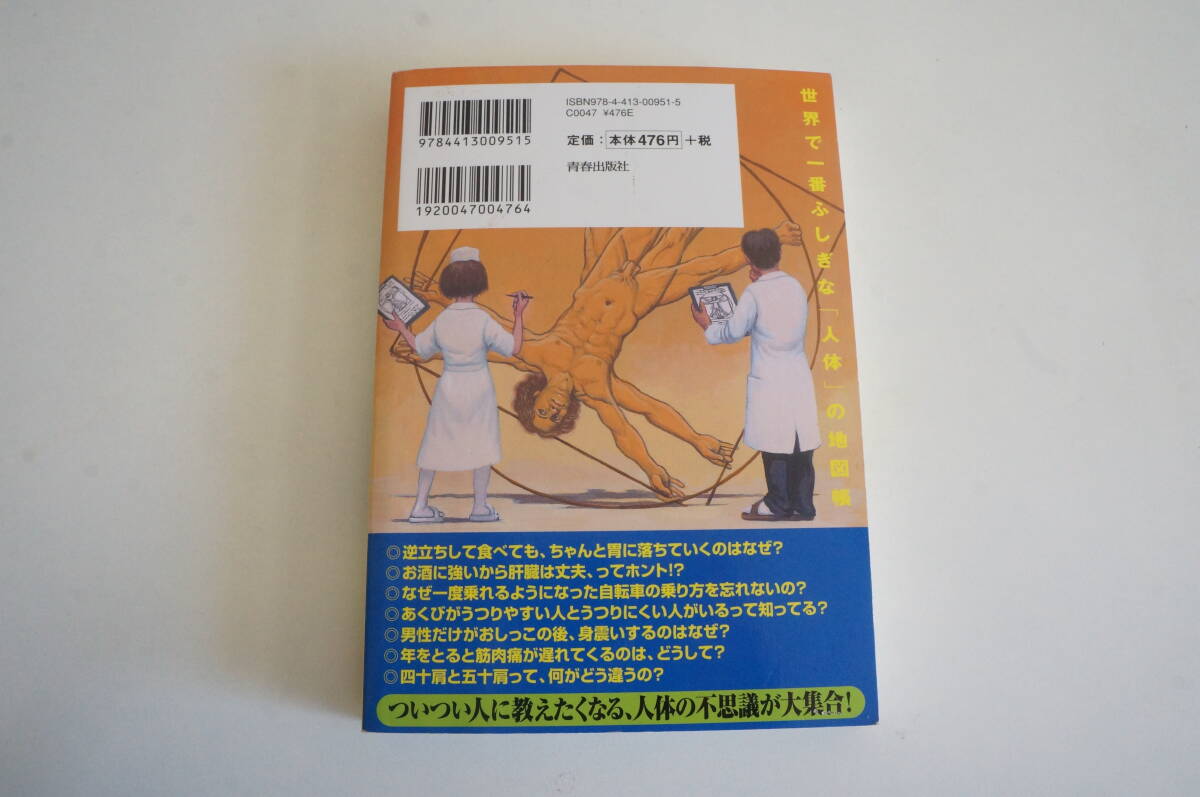 ISBN978-4-413-00951-5
C0047 ¥476E
定価：本体476円+税
青春出版社
9784413009515
1920047004764
世界で一番ふしぎな「人体」の地図帳
◎逆立ちして食べても、ちゃんと胃に落ちていくのはなぜ？
◎お酒に強いから肝臓は丈夫、ってホント!？
◎なぜ一度乗れるようになった自転車の乗り方を忘れないの？
◎あくびがうつりやすい人とうつりにくい人がいるって知ってる？
◎男性だけがおしっこの後、身震いするのはなぜ？
◎年をとると筋肉痛が遅れてくるのは、どうして？
◎四十肩と五十肩って、何がどう違うの？
ついつい人に教えたくなる、人体の不思議が大集合！